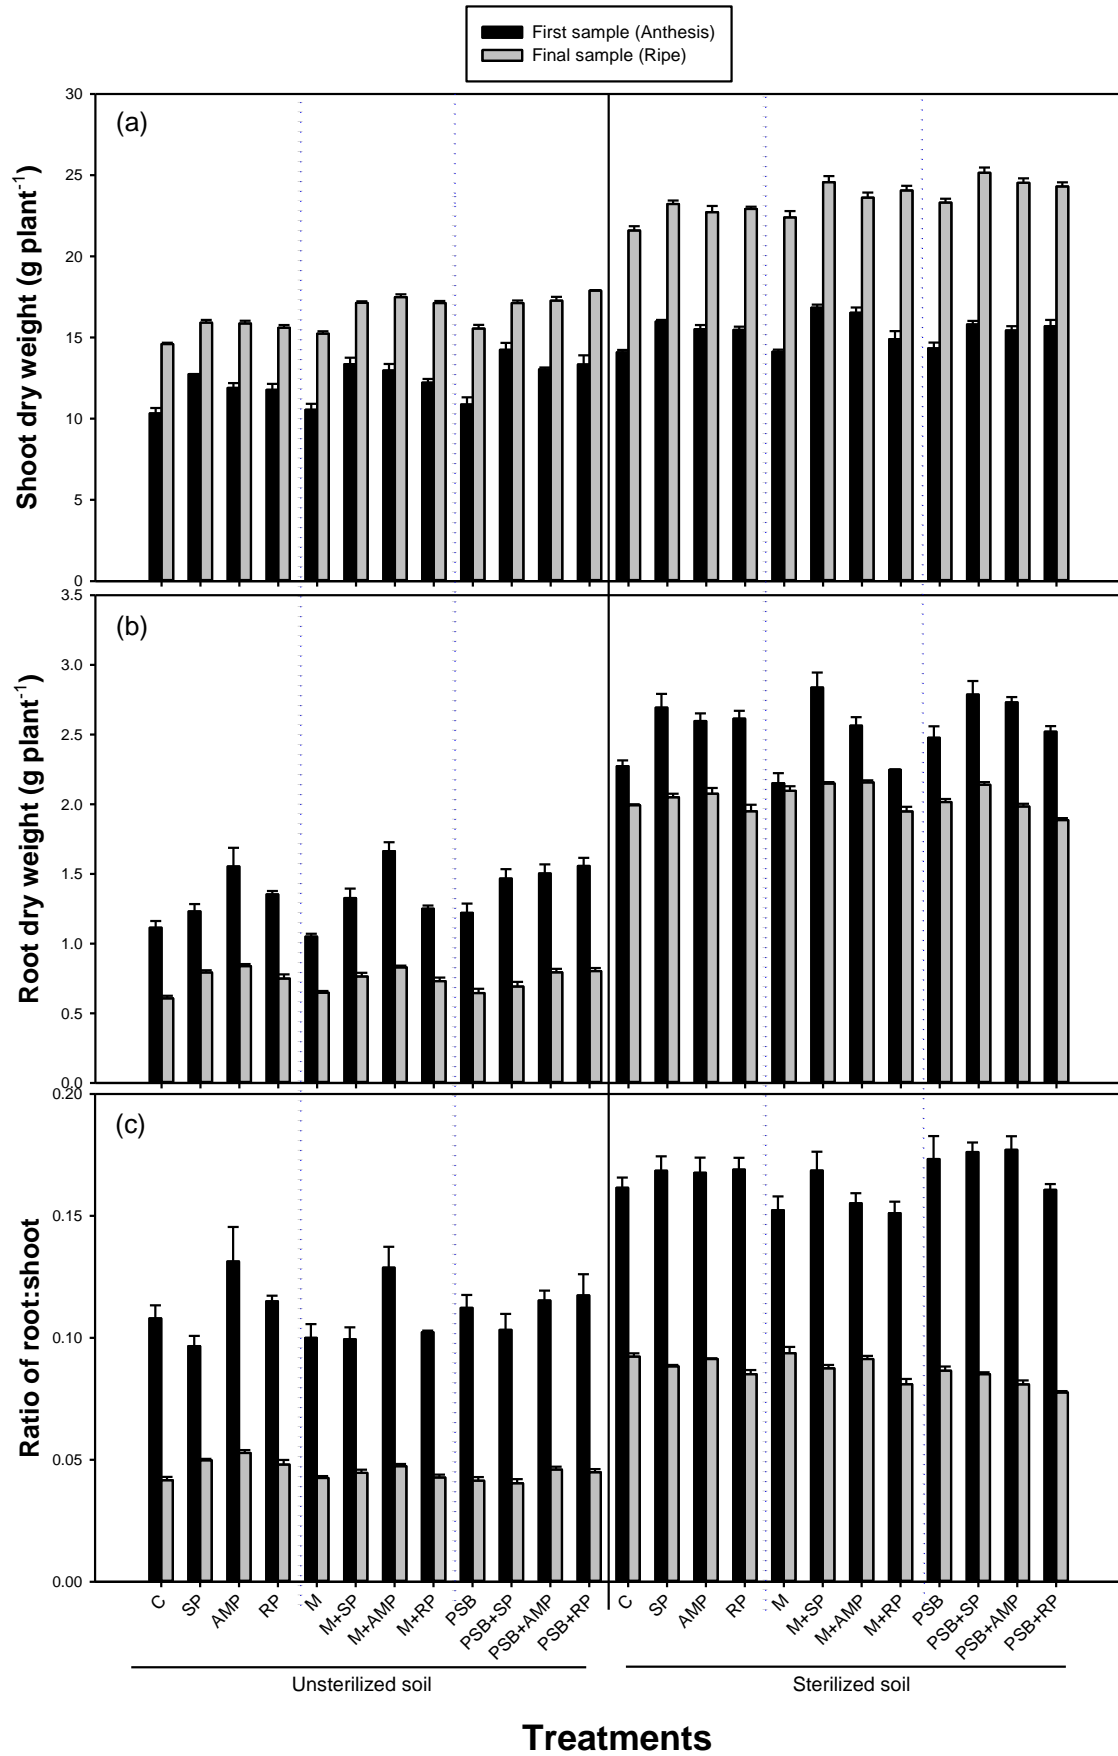 First sample (Anthesis)
Final sample (Ripe)
(a)
Shoot dry weight (g plant⁻¹)
30
25
20
15
10
5
0
(b)
Root dry weight (g plant⁻¹)
3.5
3.0
2.5
2.0
1.5
1.0
0.5
0.0
(c)
Ratio of root:shoot
0.20
0.15
0.10
0.05
0.00
C SP AMP RP M M+SP M+AMP M+RP PSB PSB+SP PSB+AMP PSB+RP C SP AMP RP M M+SP M+AMP M+RP PSB PSB+SP PSB+AMP PSB+RP
Unsterilized soil Sterilized soil
Treatments